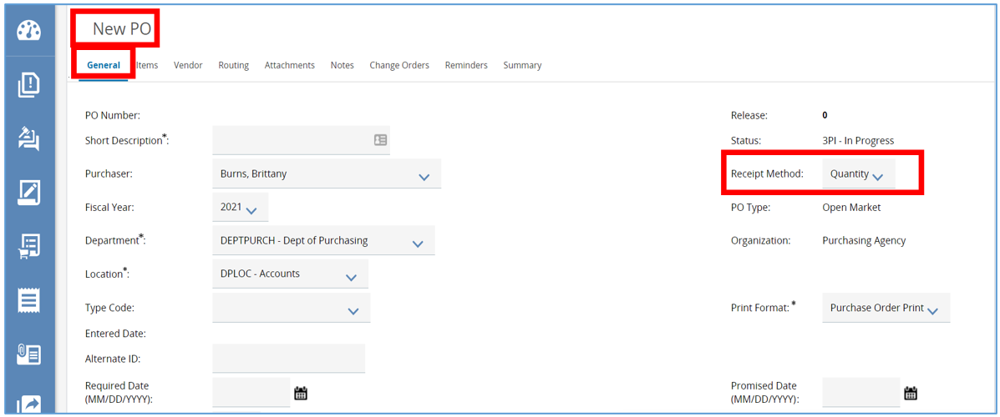 New PO
General Items Vendor Routing Attachments Notes Change Orders Reminders Summary
PO Number: Release: 0
Short Description*: Status: 3PI - In Progress
Purchaser: Burns, Brittany Receipt Method: Quantity
Fiscal Year: 2021 PO Type: Open Market
Department*: DEPTPURCH - Dept of Purchasing Organization: Purchasing Agency
Location*: DPLOC - Accounts
Type Code: Print Format: * Purchase Order Print
Entered Date:
Alternate ID:
Required Date Promised Date
(MM/DD/YYYY): (MM/DD/YYYY):